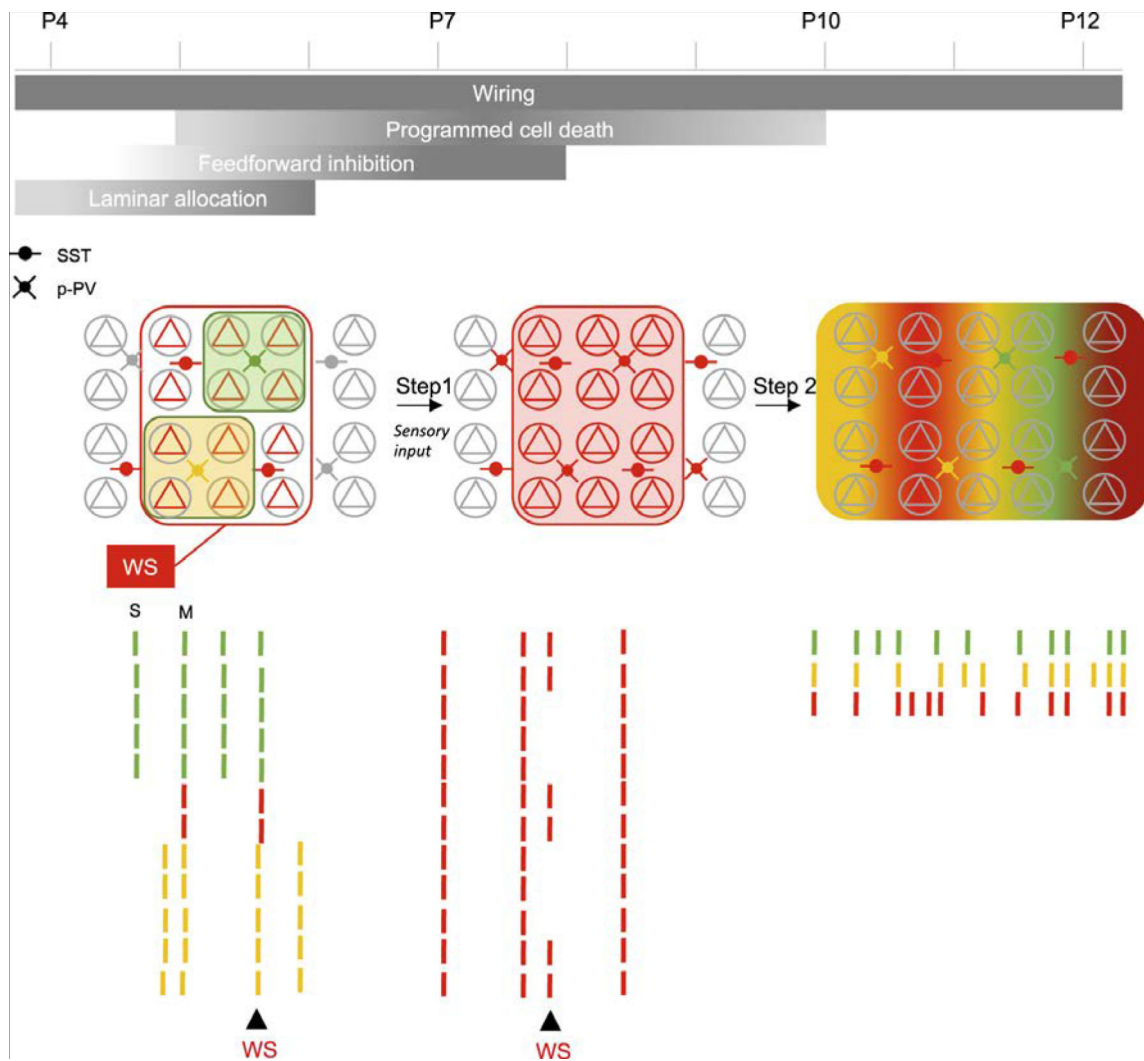 P4 P7 P10 P12
Wiring
Programmed cell death
Feedforward inhibition
Laminar allocation
SST
p-PV
Step1
Sensory
input
Step 2
WS
S M
WS WS